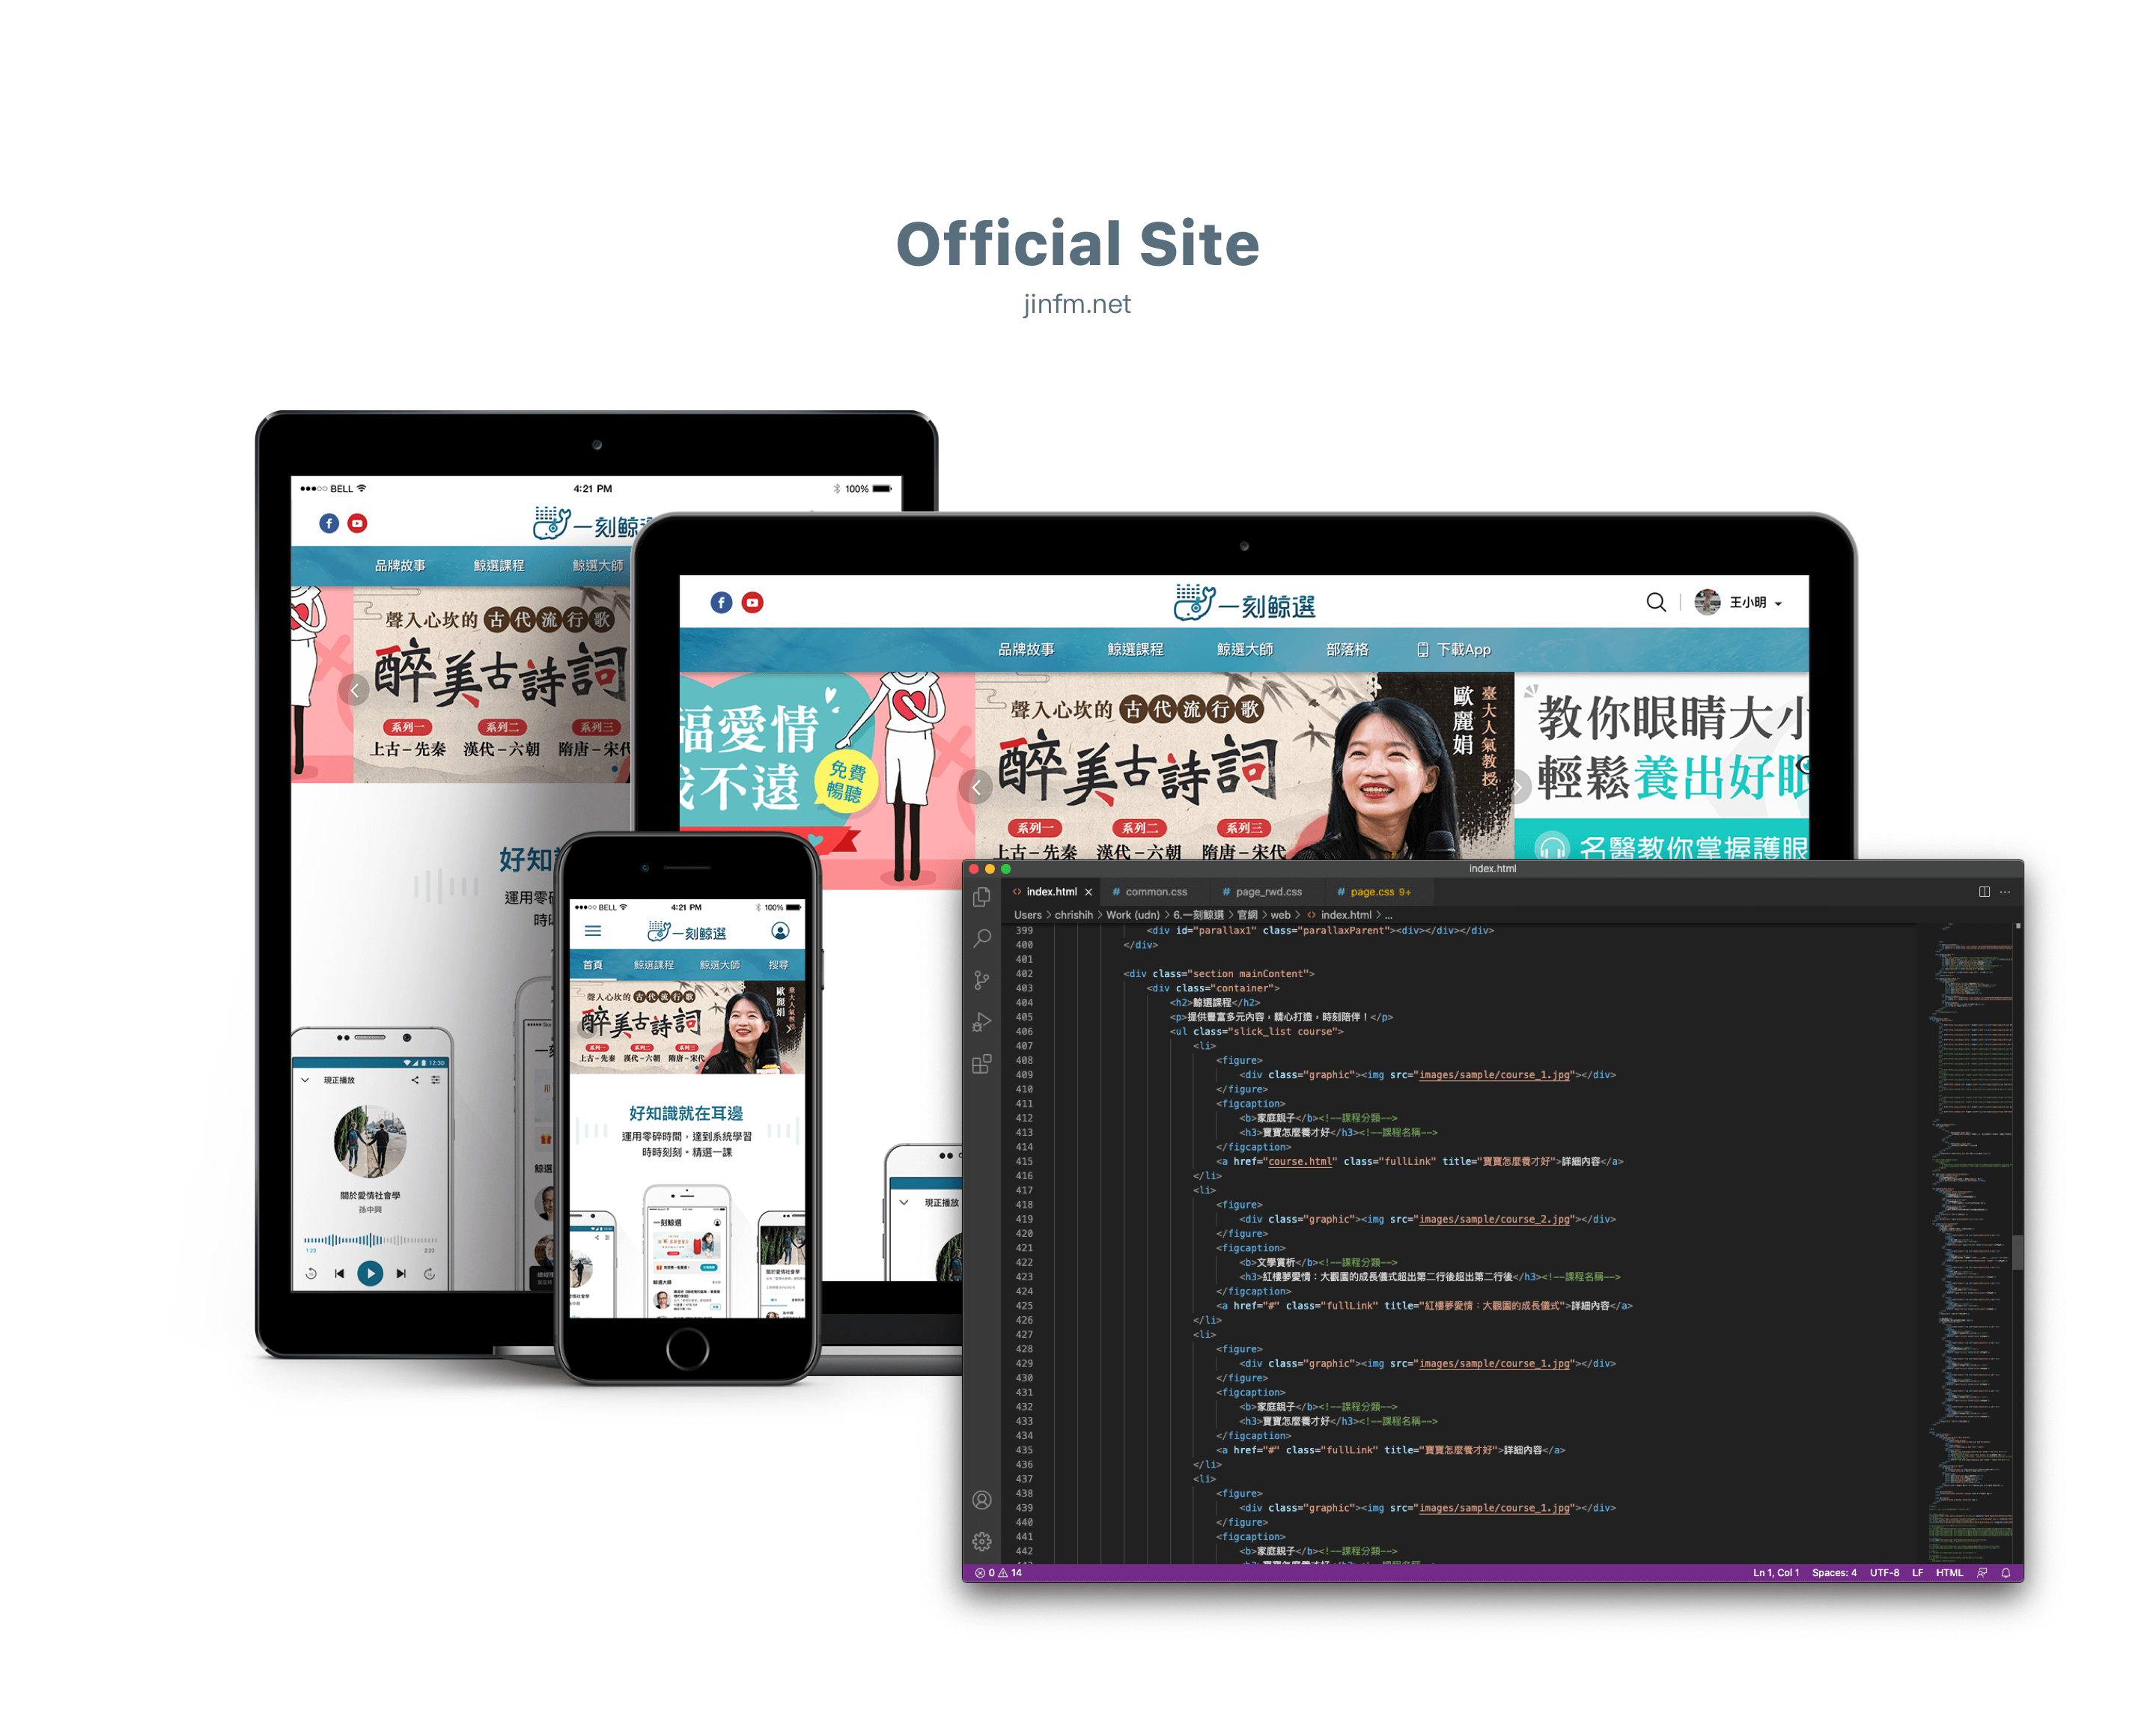 Official Site
jinfm.net
BELL
4:21 PM
100%
一刻鯨
品牌故事 鯨選課程 鯨選大師
聲入心坎的古代流行歌
醉美古詩詞
系列一 系列二 系列三
上古－先秦 漢代－六朝 隋唐－宋代
好知
運用零
時
現正播放
12:30
關於愛情社會學
孫中興
1:23
一刻鯨選
王小明
品牌故事 鯨選課程 鯨選大師 部落格 下載App
福愛情
我不遠
免費
暢聽
聲入心坎的古代流行歌
醉美古詩詞
系列一 系列二 系列三
上古－先秦 漢代－六朝 隋唐－宋代
臺大人氣教授
歐麗娟
教你眼睛大小
輕鬆養出好眼
名醫教你掌握護眼
現正播放
BELL
4:21 PM
100%
一刻鯨選
首頁 鯨選課程 鯨選大師 搜尋
聲入心坎的古代流行歌
醉美古詩詞
系列一 系列二 系列三
上古－先秦 漢代－六朝 隋唐－宋代
臺大人氣教授
歐麗娟
好知識就在耳邊
運用零碎時間，達到系統學習
時時刻刻。精選一課
一刻鯨選
鯨選大師
index.html
index.html common.css page_rwd.css page.css 9+
Users > chrishih > Work (udn) > 6.一刻鯨選 > 官網 > web > index.html > ...
399 <div id="parallax1" class="parallaxParent"><div></div></div>
400 </div>
401
402 <div class="section mainContent">
403 <div class="container">
404 <h2>鯨選課程</h2>
405 <p>提供豐富多元內容，精心打造，時刻陪伴！</p>
406 <ul class="slick_list course">
407 <li>
408 <figure>
409 <div class="graphic"><img src="images/sample/course_1.jpg"></div>
410 </figure>
411 <figcaption>
412 <b>家庭親子</b><!--課程分類-->
413 <h3>寶寶怎麼養才好</h3><!--課程名稱-->
414 </figcaption>
415 <a href="course.html" class="fullLink" title="寶寶怎麼養才好">詳細內容</a>
416 </li>
417 <li>
418 <figure>
419 <div class="graphic"><img src="images/sample/course_2.jpg"></div>
420 </figure>
421 <figcaption>
422 <b>文學賞析</b><!--課程分類-->
423 <h3>紅樓夢愛情：大觀園的成長儀式超出第二行後超出第二行後</h3><!--課程名稱-->
424 </figcaption>
425 <a href="#" class="fullLink" title="紅樓夢愛情：大觀園的成長儀式">詳細內容</a>
426 </li>
427 <li>
428 <figure>
429 <div class="graphic"><img src="images/sample/course_1.jpg"></div>
430 </figure>
431 <figcaption>
432 <b>家庭親子</b><!--課程分類-->
433 <h3>寶寶怎麼養才好</h3><!--課程名稱-->
434 </figcaption>
435 <a href="#" class="fullLink" title="寶寶怎麼養才好">詳細內容</a>
436 </li>
437 <li>
438 <figure>
439 <div class="graphic"><img src="images/sample/course_1.jpg"></div>
440 </figure>
441 <figcaption>
442 <b>家庭親子</b><!--課程分類-->
0 14
Ln 1, Col 1 Spaces: 4 UTF-8 LF HTML